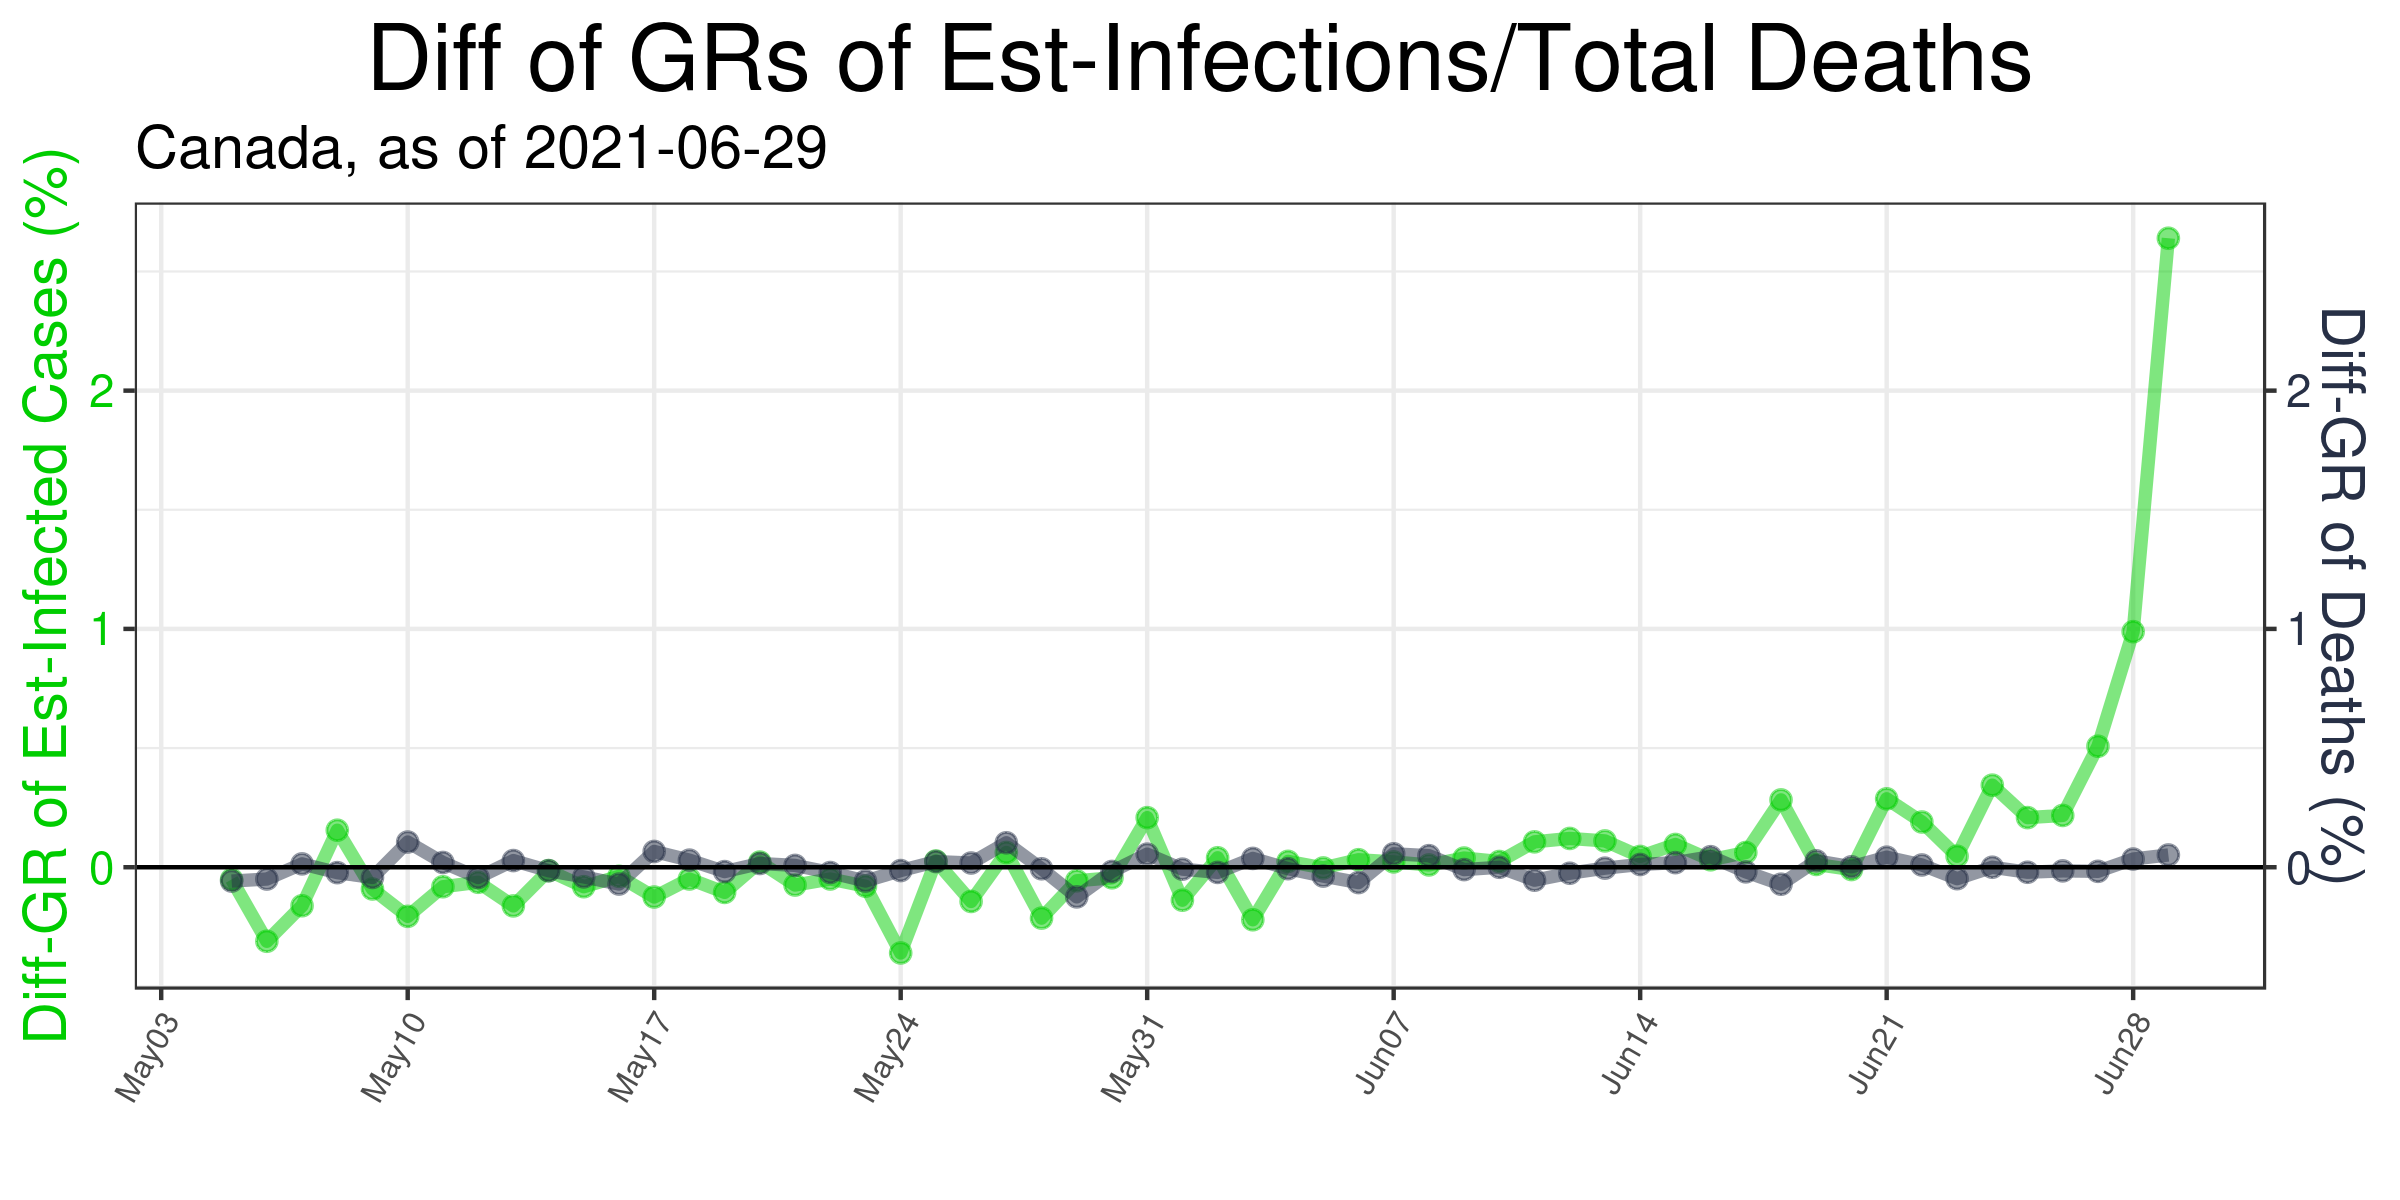 Diff of GRs of Est-Infections/Total Deaths
Canada, as of 2021-06-29
Diff-GR of Est-Infected Cases (%)
2
1
0
2
1
0
Diff-GR of Deaths (%)
May03
May10
May17
May24
May31
Jun07
Jun14
Jun21
Jun28